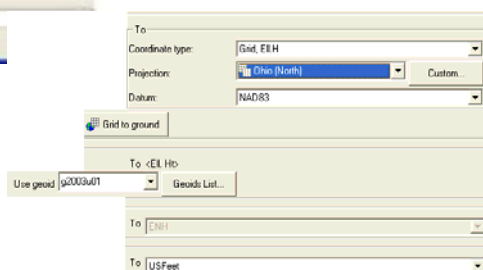 To
Coordinate type: Grid, Ell.H
Projection: Ohio (North) Custom...
Datum: NAD83
Grid to ground
To <Ell. Ht>
Use geoid g2003u01 Geoids List...
To ENH
To USFeet